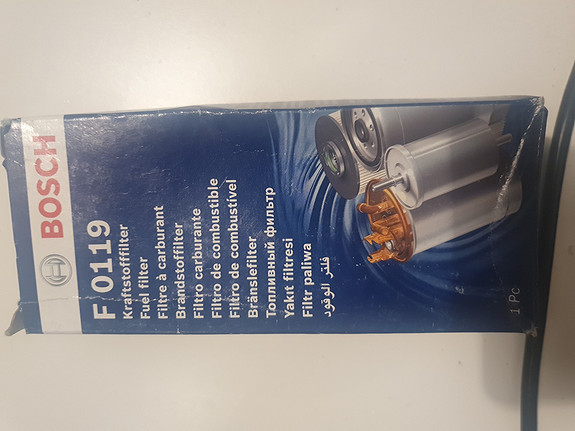 BOSCH
F 0119
Kraftstofffilter
Fuel filter
Filtre à carburant
Brandstoffilter
Filtro carburante
Filtro de combustible
Filtro de combustível
Bränslefilter
Топливный фильтр
Yakıt filtresi
Filtr paliwa
فلتر الوقود
1 Pc